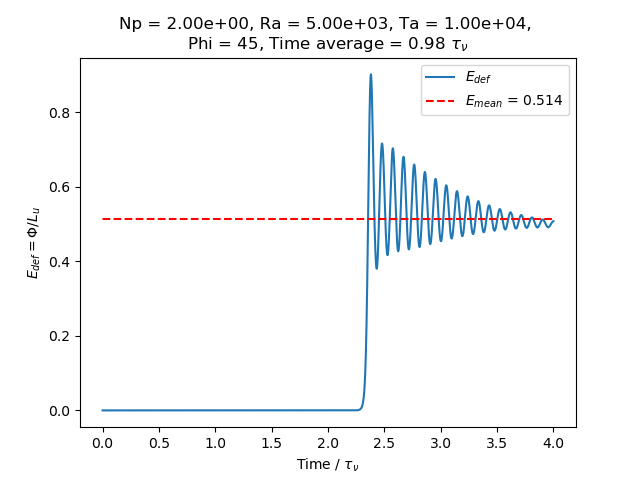 Np = 2.00e+00, Ra = 5.00e+03, Ta = 1.00e+04,
Phi = 45, Time average = 0.98 τν
E_def
E_mean = 0.514
E_def = Φ/L_u
0.8
0.6
0.4
0.2
0.0
0.0 0.5 1.0 1.5 2.0 2.5 3.0 3.5 4.0
Time / τν